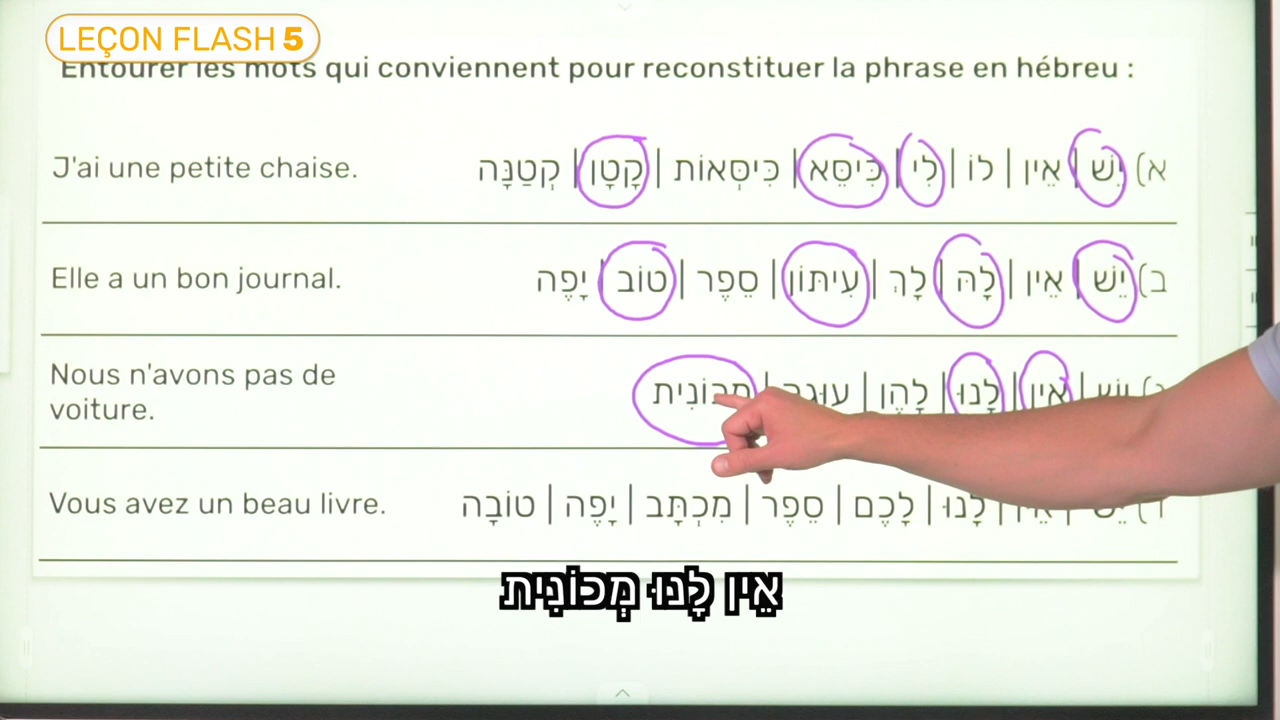 LEÇON FLASH 5
Entourer les mots qui conviennent pour reconstituer la phrase en hébreu :
J'ai une petite chaise.
א) יֵשׁ | אֵין | לוֹ | לִי | כִּיסֵּא | כִּיסְּאוֹת | קָטָן | קְטַנָּה
Elle a un bon journal.
ב) יֵשׁ | אֵין | לָהּ | לָךְ | עִיתּוֹן | סֵפֶר | טוֹב | יָפֶה
Nous n'avons pas de
voiture.
אֵין | לָנוּ | לָהֶן | מְכוֹנִית
Vous avez un beau livre.
לָנוּ | לָכֶם | סֵפֶר | מִכְתָּב | יָפֶה | טוֹבָה
אֵין לָנוּ מְכוֹנִית